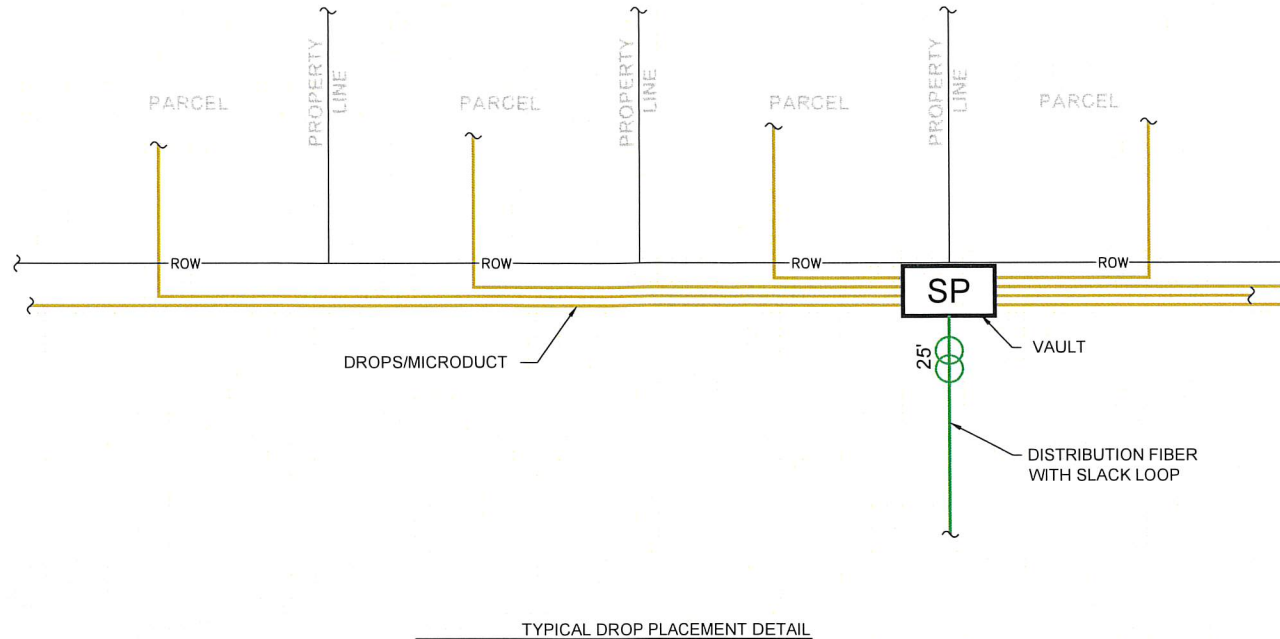 PROPERTY
LINE
PROPERTY
LINE
PROPERTY
LINE
PARCEL
PARCEL
PARCEL
PARCEL
ROW
ROW
ROW
ROW
SP
DROPS/MICRODUCT
25'
VAULT
DISTRIBUTION FIBER
WITH SLACK LOOP
TYPICAL DROP PLACEMENT DETAIL